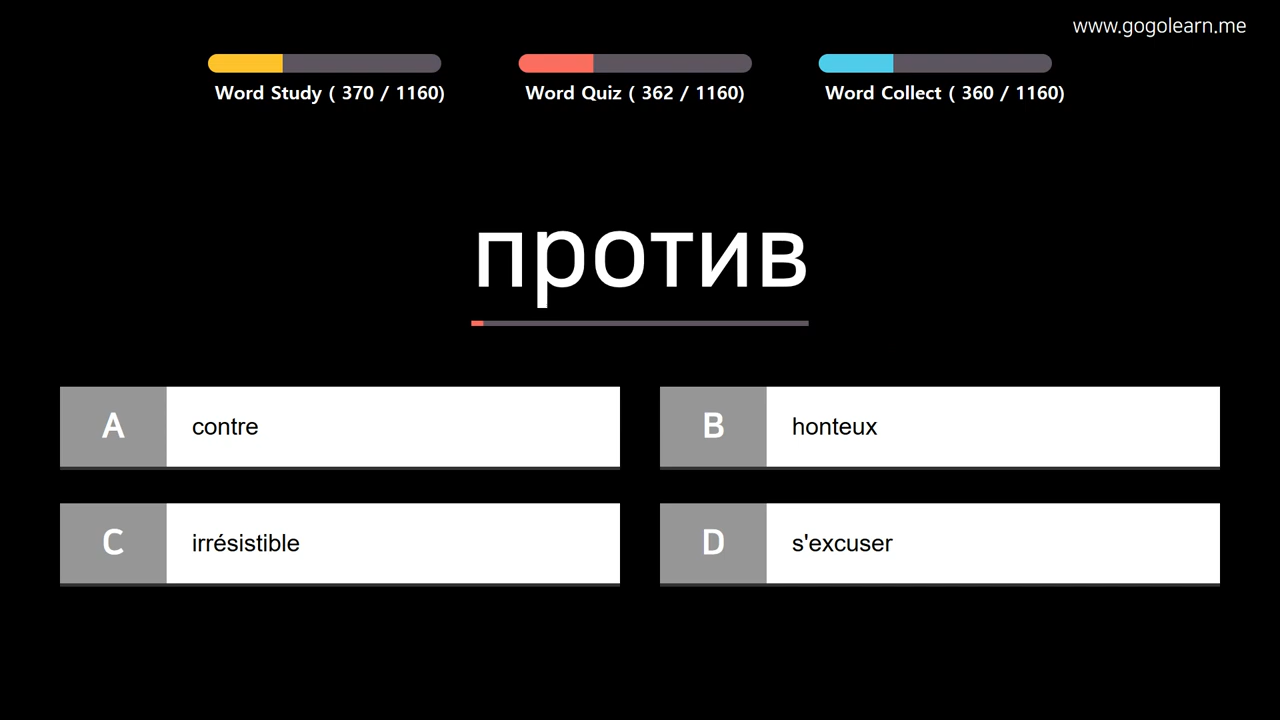 www.gogolearn.me
Word Study ( 370 / 1160)
Word Quiz ( 362 / 1160)
Word Collect ( 360 / 1160)
против
A contre
B honteux
C irrésistible
D s'excuser